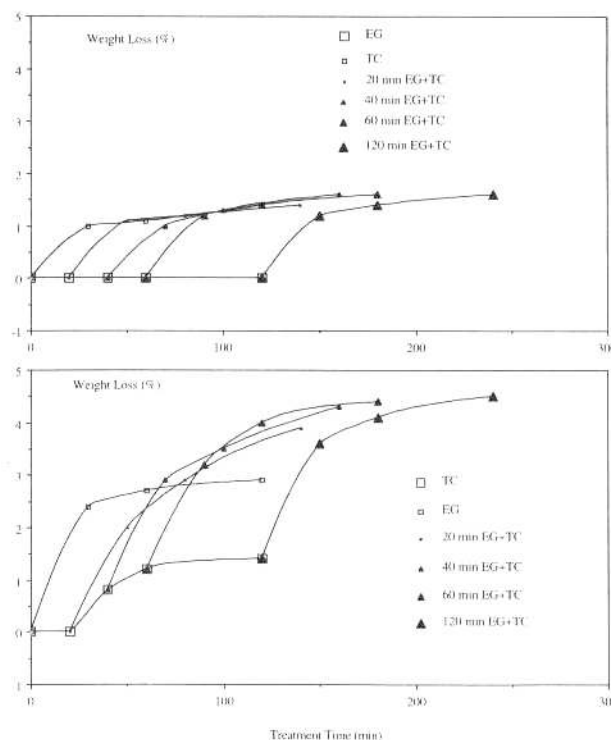 5
Weight Loss (%)
EG
TC
4
20 min EG+TC
40 min EG+TC
3
60 min EG+TC
120 min EG+TC
2
1
0
-1
0
100
200
30
5
Weight Loss (%)
4
3
TC
EG
2
20 min EG+TC
40 min EG+TC
1
60 min EG+TC
120 min EG+TC
0
1
0
100
200
30
Treatment Time (min)